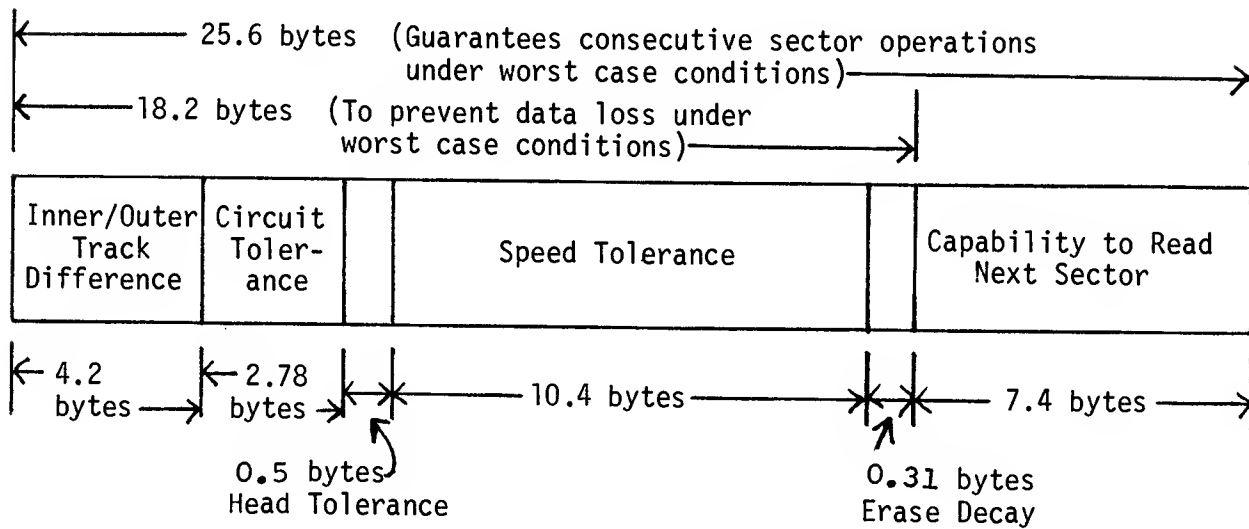 25.6 bytes (Guarantees consecutive sector operations
under worst case conditions)
18.2 bytes (To prevent data loss under
worst case conditions)
Inner/Outer
Track
Difference
Circuit
Toler-
ance
Speed Tolerance
Capability to Read
Next Sector
4.2
bytes
2.78
bytes
10.4 bytes
7.4 bytes
0.5 bytes
Head Tolerance
0.31 bytes
Erase Decay